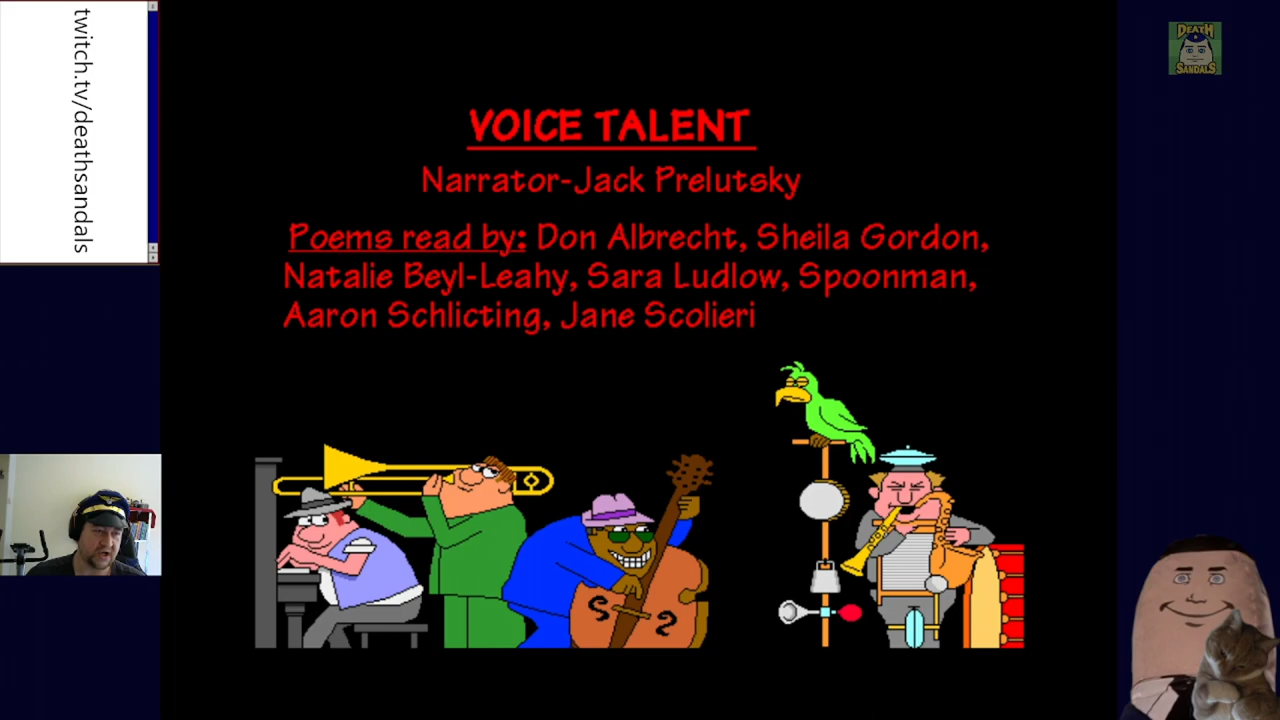 twitch.tv/deathsandals
DEATH
SANDALS
VOICE TALENT
Narrator-Jack Prelutsky
Poems read by: Don Albrecht, Sheila Gordon,
Natalie Beyl-Leahy, Sara Ludlow, Spoonman,
Aaron Schlicting, Jane Scolieri